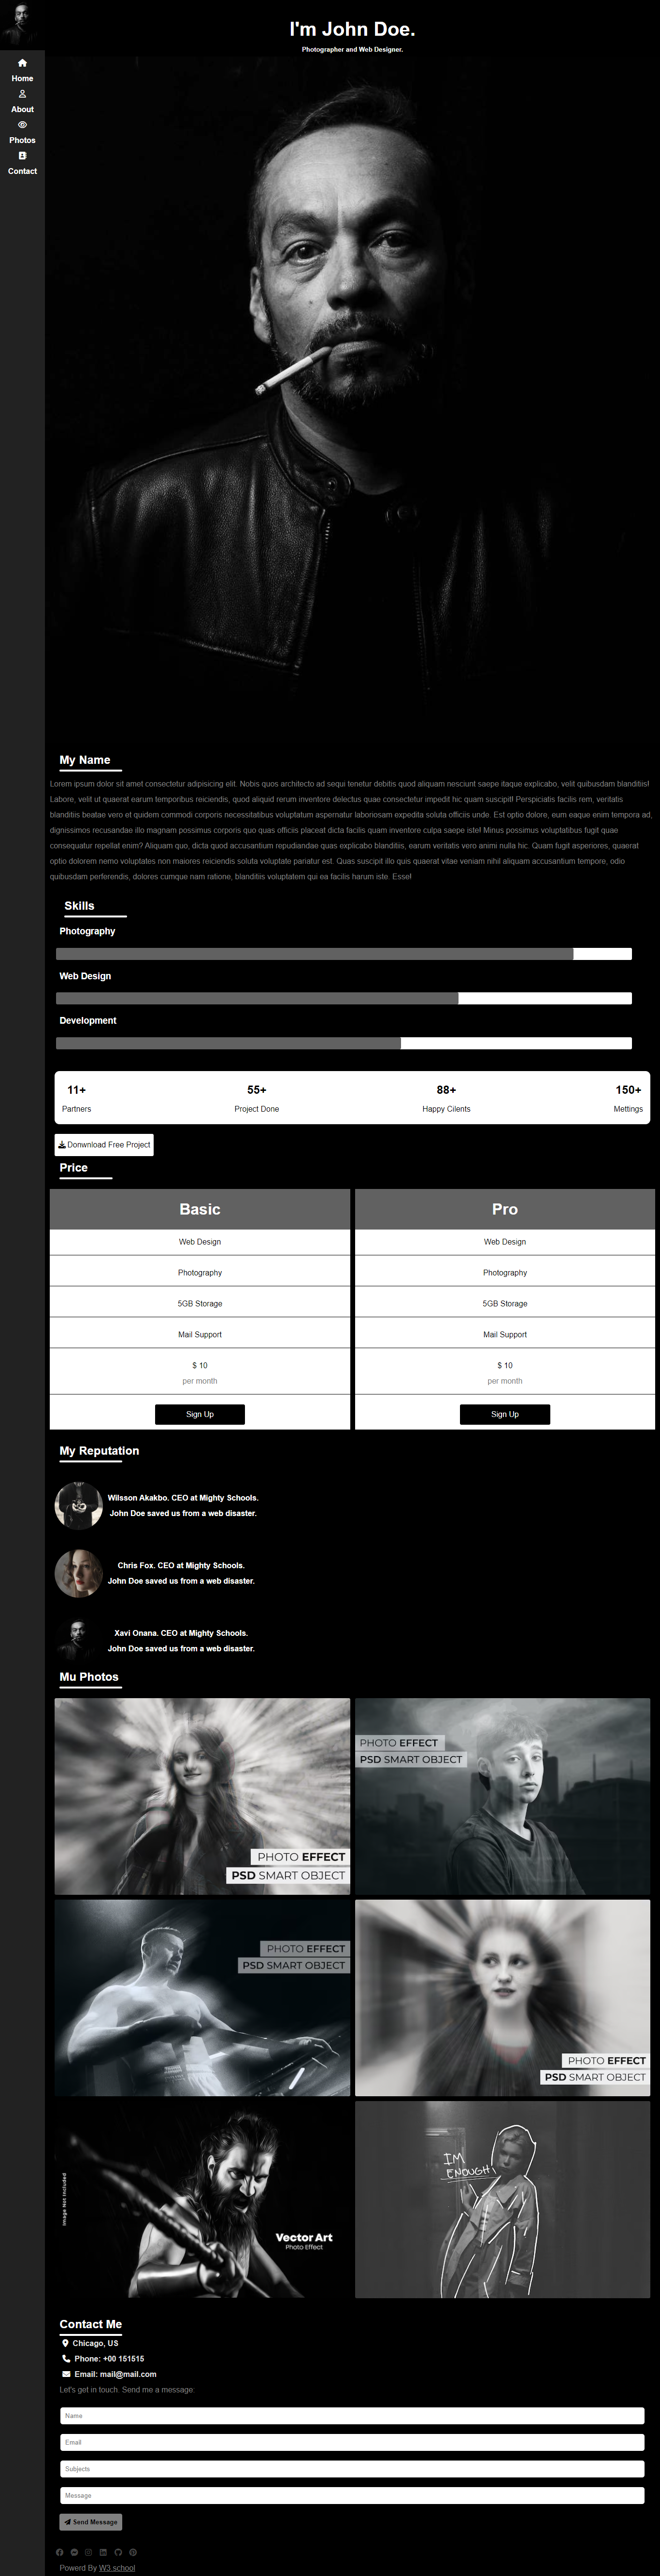 Home
About
Photos
Contact
I'm John Doe.
Photographer and Web Designer.
My Name
Lorem ipsum dolor sit amet consectetur adipisicing elit. Nobis quos architecto ad sequi tenetur debitis quod aliquam nesciunt saepe itaque explicabo, velit quibusdam blanditiis!
Labore, velit ut quaerat earum temporibus reiciendis, quod aliquid rerum inventore delectus quae consectetur impedit hic quam suscipit! Perspiciatis facilis rem, veritatis
blanditiis beatae vero et quidem commodi corporis necessitatibus voluptatum aspernatur laboriosam expedita soluta officiis unde. Est optio dolore, eum eaque enim tempora ad,
dignissimos recusandae illo magnam possimus corporis quo quas officiis placeat dicta facilis quam inventore culpa saepe iste! Minus possimus voluptatibus fugit quae
consequatur repellat enim? Aliquam quo, dicta quod accusantium repudiandae quas explicabo blanditiis, earum veritatis vero animi nulla hic. Quam fugit asperiores, quaerat
optio dolorem nemo voluptates non maiores reiciendis soluta voluptate pariatur est. Quas suscipit illo quis quaerat vitae veniam nihil aliquam accusantium tempore, odio
quibusdam perferendis, dolores cumque nam ratione, blanditiis voluptatem qui ea facilis harum iste. Esse!
Skills
Photography
Web Design
Development
11+ 55+ 88+ 150+
Partners Project Done Happy Cilents Mettings
Donwnload Free Project
Price
Basic Pro
Web Design Web Design
Photography Photography
5GB Storage 5GB Storage
Mail Support Mail Support
$ 10 $ 10
per month per month
Sign Up Sign Up
My Reputation
Wilsson Akakbo. CEO at Mighty Schools.
John Doe saved us from a web disaster.
Chris Fox. CEO at Mighty Schools.
John Doe saved us from a web disaster.
Xavi Onana. CEO at Mighty Schools.
John Doe saved us from a web disaster.
Mu Photos
PHOTO EFFECT
PSD SMART OBJECT
PHOTO EFFECT
PSD SMART OBJECT
PHOTO EFFECT
PSD SMART OBJECT
PHOTO EFFECT
PSD SMART OBJECT
Image Not Included
Vector Art
Photo Effect
I'M
ENOUGH!
Contact Me
Chicago, US
Phone: +00 151515
Email: mail@mail.com
Let's get in touch. Send me a message:
Name
Email
Subjects
Message
Send Message
Powerd By W3.school